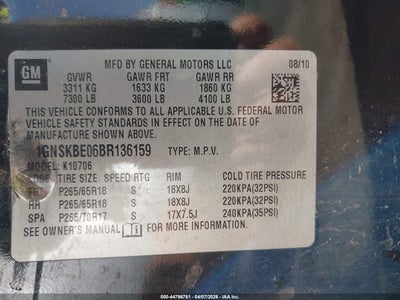 GM
MFD BY GENERAL MOTORS LLC 08/10
GVWR GAWR FRT GAWR RR
3311 KG 1633 KG 1860 KG
7300 LB 3600 LB 4100 LB
THIS VEHICLE CONFORMS TO ALL APPLICABLE U.S. FEDERAL MOTOR
VEHICLE SAFETY STANDARDS IN EFFECT ON THE DATE OF
MANUFACTURE SHOWN ABOVE.
1GNSKBE06BR136159 TYPE: M.P.V.
MODEL: K10706
TIRE SIZE SPEED RTG RIM COLD TIRE PRESSURE
FRT P265/65R18 S 18X8J 220KPA(32PSI)
RR P265/65R18 S 18X8J 220KPA(32PSI)
SPA P265/70R17 S 17X7.5J 240KPA(35PSI)
SEE OWNER'S MANUAL FOR ADDITIONAL INFORMATION.
000-44796761 - 04/07/2026 - IAA, Inc.